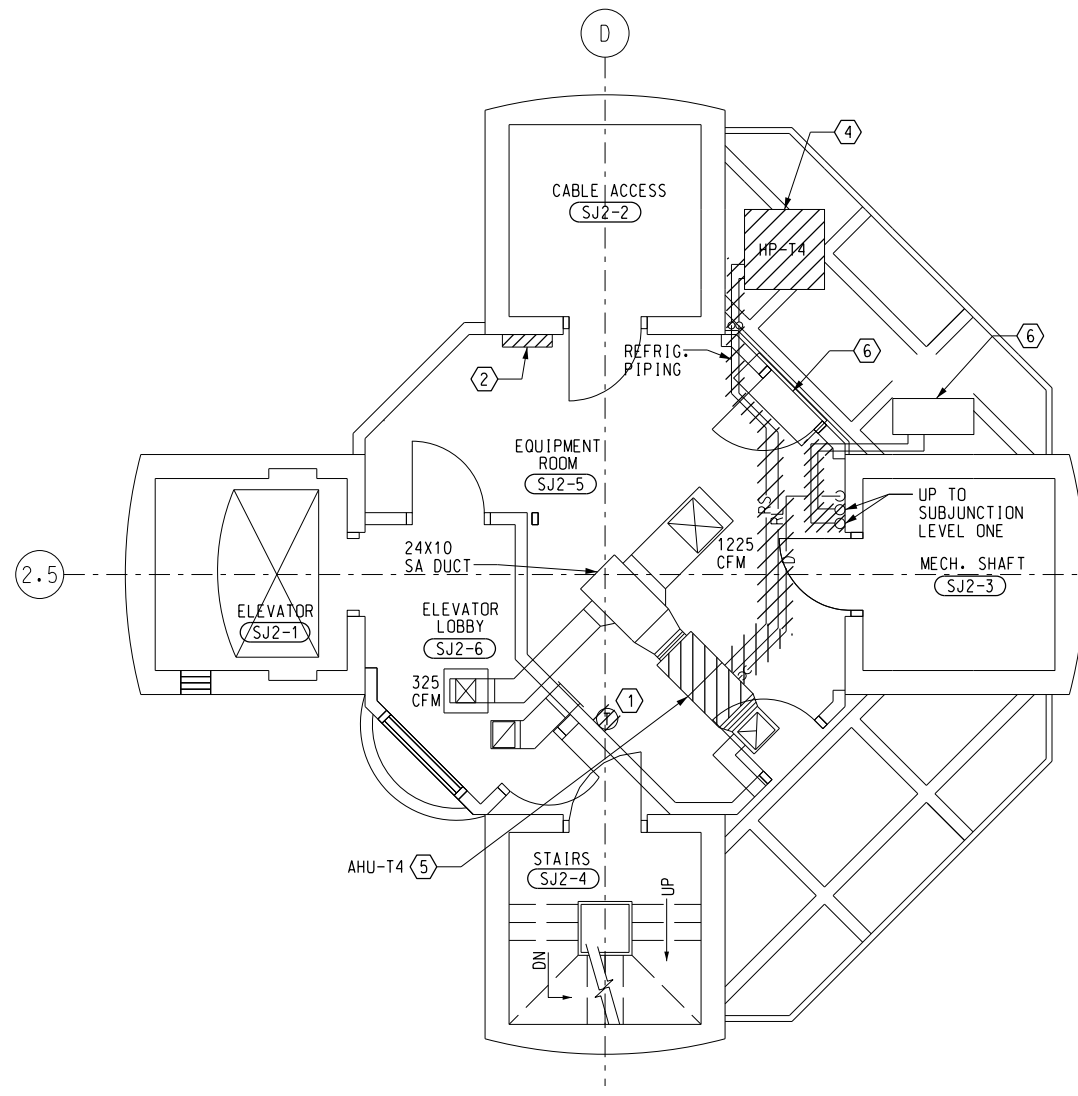 D
4
CABLE ACCESS
SJ2-2
HP-T4
6
REFRIG.
PIPING
6
2
EQUIPMENT
ROOM
SJ2-5
RS
RL
UP TO
SUBJUNCTION
LEVEL ONE
24X10
SA DUCT
1225
CFM
D
MECH. SHAFT
SJ2-3
2.5
ELEVATOR
SJ2-1
ELEVATOR
LOBBY
SJ2-6
325
CFM
1
T
AHU-T4
5
STAIRS
SJ2-4
UP
DN